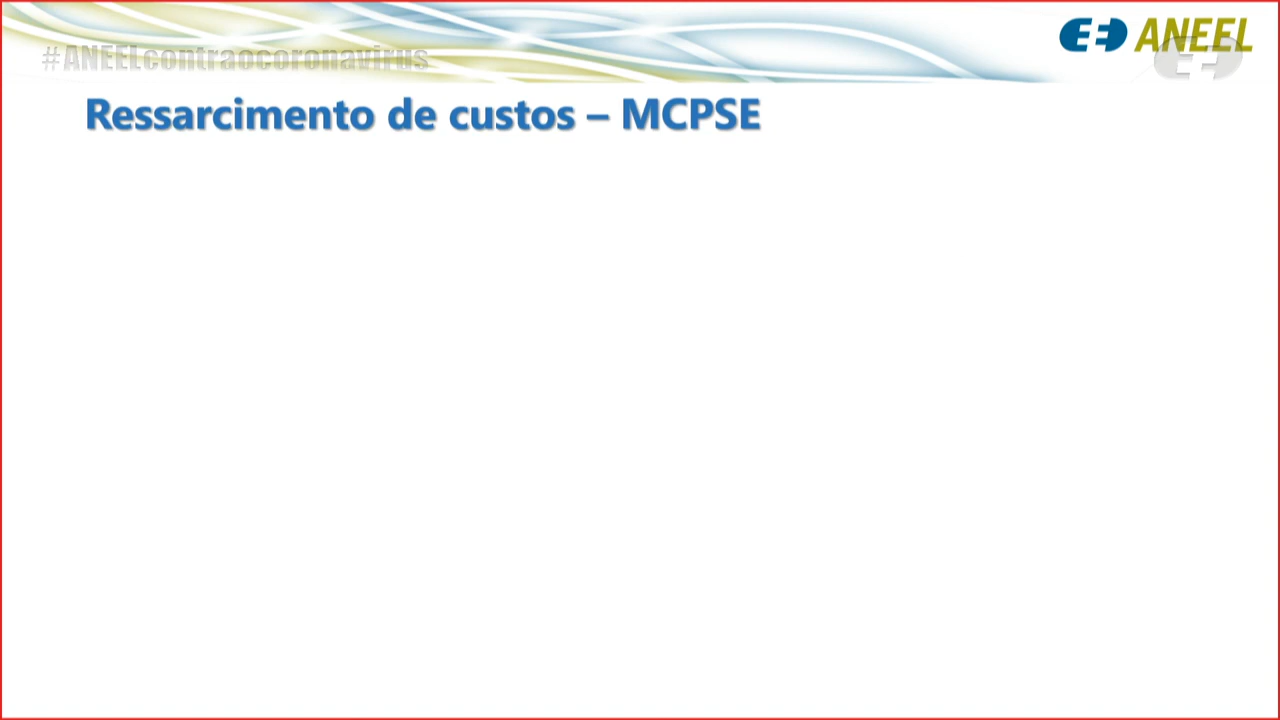 ANEEL
#ANEELcontraocoronavirus
Ressarcimento de custos – MCPSE